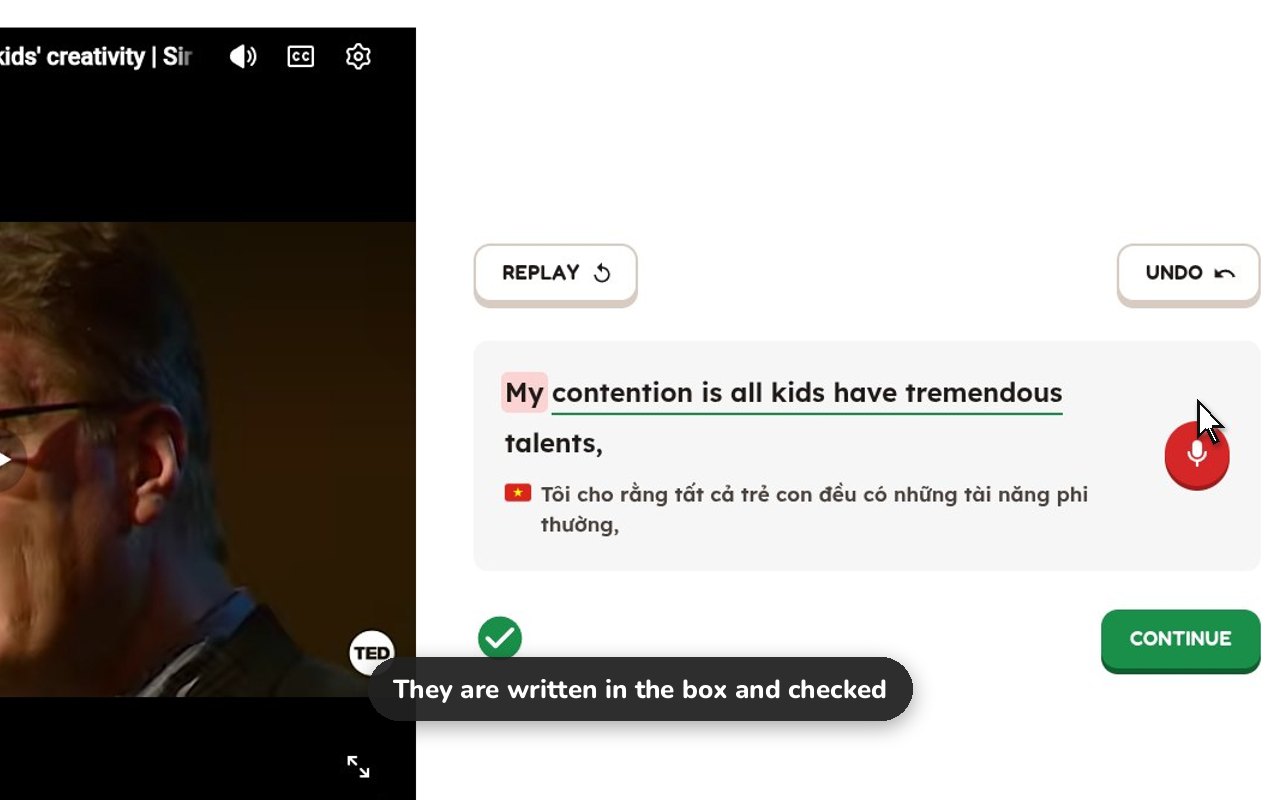 kids' creativity | Sir
CC
REPLAY
UNDO
My contention is all kids have tremendous
talents,
Tôi cho rằng tất cả trẻ con đều có những tài năng phi
thường,
TED
CONTINUE
They are written in the box and checked